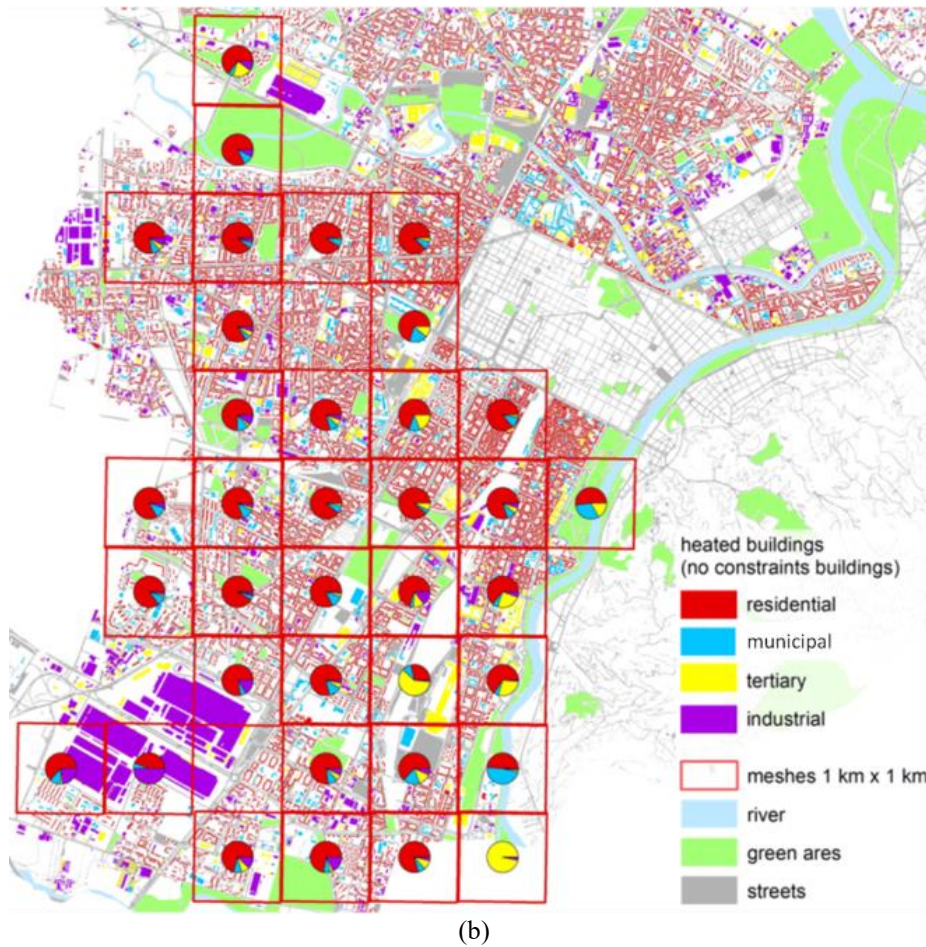 heated buildings
(no constraints buildings)
residential
municipal
tertiary
industrial
meshes 1 km x 1 km
river
green ares
streets
(b)